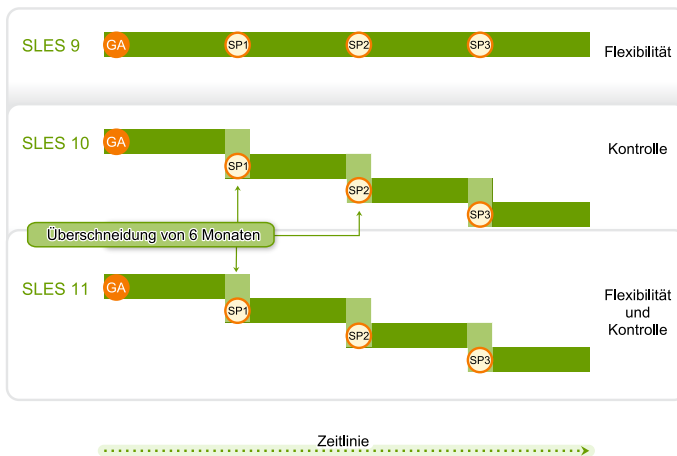 SLES 9
GA
SP1
SP2
SP3
Flexibilität
SLES 10
GA
SP1
SP2
SP3
Kontrolle
Überschneidung von 6 Monaten
SLES 11
GA
SP1
SP2
SP3
Flexibilität
und
Kontrolle
Zeitlinie